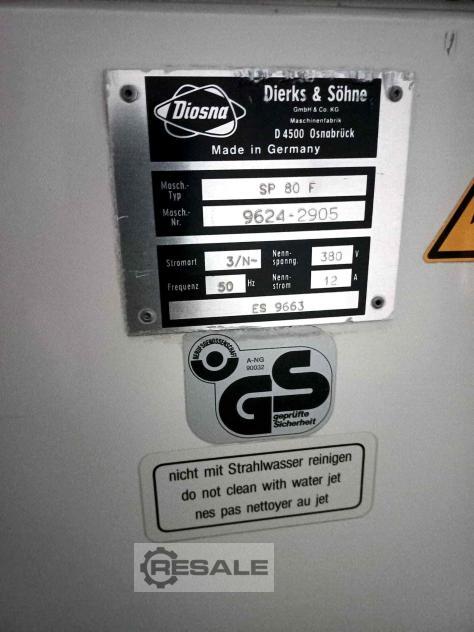 Diosna
Dierks & Söhne
GmbH & Co. KG
Maschinenfabrik
D 4500 Osnabrück
Made in Germany
Masch.-Typ SP 80 F
Masch.-Nr. 9624-2905
Stromart 3/N~ Nenn-spanng. 380 V
Frequenz 50 Hz Nenn-strom 12 A
ES 9663
BERUFSGENOSSENSCHAFT
A-NG
90032
GS
geprüfte
Sicherheit
nicht mit Strahlwasser reinigen
do not clean with water jet
nes pas nettoyer au jet
RESALE